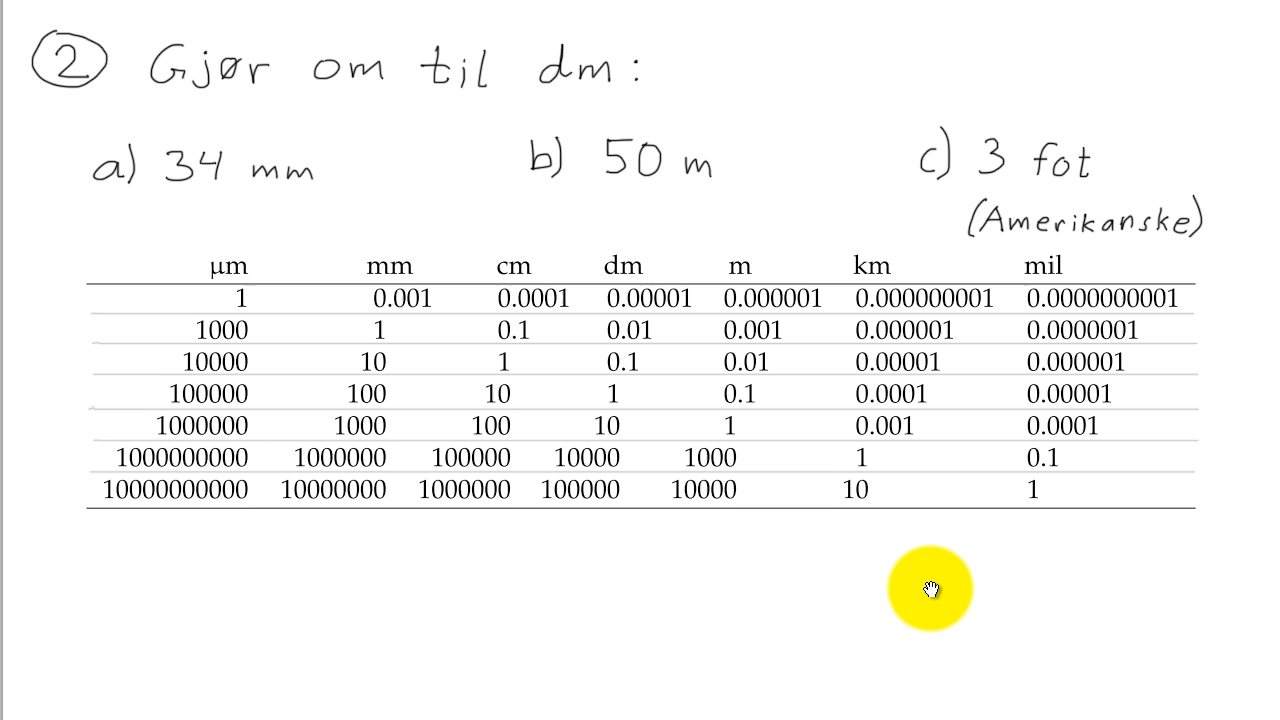 2 Gjør om til dm:
a) 34 mm b) 50 m c) 3 fot
(Amerikanske)
µm mm cm dm m km mil
1 0.001 0.0001 0.00001 0.000001 0.000000001 0.0000000001
1000 1 0.1 0.01 0.001 0.000001 0.0000001
10000 10 1 0.1 0.01 0.00001 0.000001
100000 100 10 1 0.1 0.0001 0.00001
1000000 1000 100 10 1 0.001 0.0001
1000000000 1000000 100000 10000 1000 1 0.1
10000000000 10000000 1000000 100000 10000 10 1